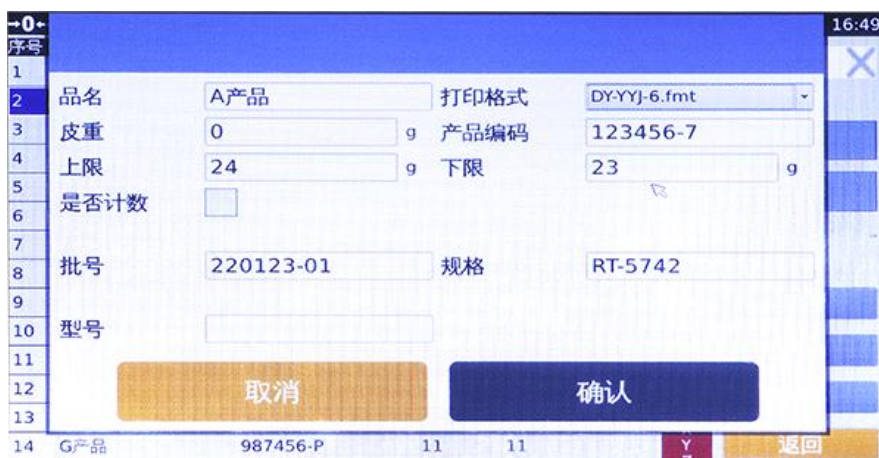 →0← 16:49
序号
1
2 品名 A产品 打印格式 DY-YYJ-6.fmt
3 皮重 0 g 产品编码 123456-7
4 上限 24 g 下限 23 g
5
6 是否计数
7
8 批号 220123-01 规格 RT-5742
9
10 型号
11
12 取消 确认
13
14 G产品 987456-P 11 11 Y 返回